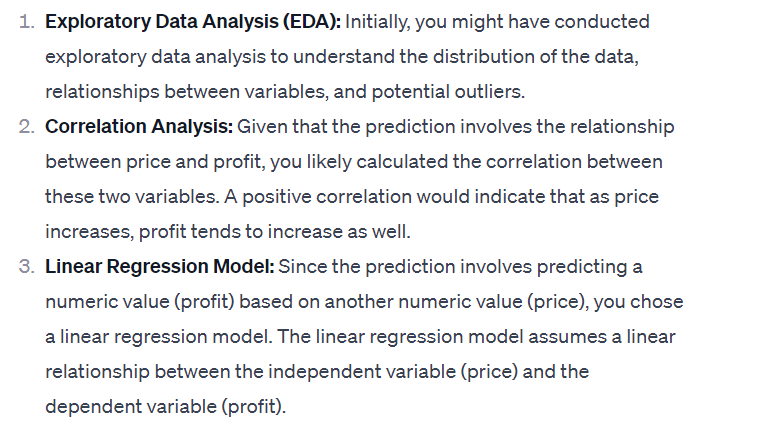 1. Exploratory Data Analysis (EDA): Initially, you might have conducted
exploratory data analysis to understand the distribution of the data,
relationships between variables, and potential outliers.
2. Correlation Analysis: Given that the prediction involves the relationship
between price and profit, you likely calculated the correlation between
these two variables. A positive correlation would indicate that as price
increases, profit tends to increase as well.
3. Linear Regression Model: Since the prediction involves predicting a
numeric value (profit) based on another numeric value (price), you chose
a linear regression model. The linear regression model assumes a linear
relationship between the independent variable (price) and the
dependent variable (profit).